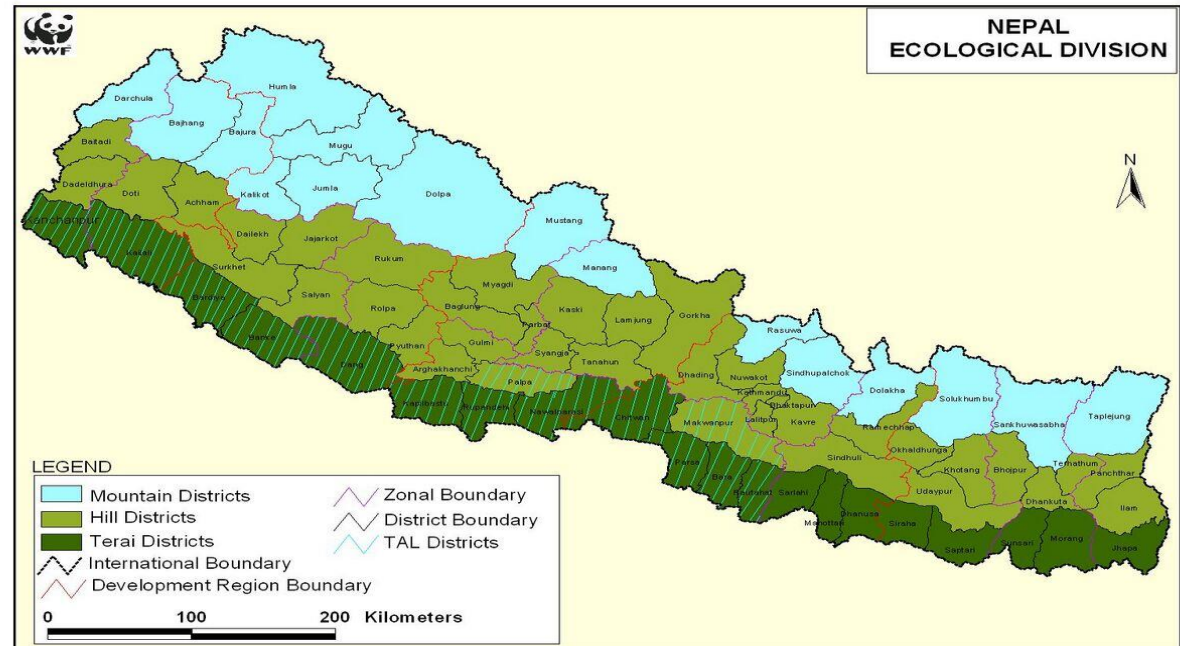 WWF
NEPAL
ECOLOGICAL DIVISION
N
Humla
Darchula
Bajhang
Bajura
Mugu
Baitadi
Dadeldhura
Doti
Achham
Kalikot
Jumla
Dolpa
Mustang
Manang
Kanchanpur
Kailali
Dailekh
Jajarkot
Rukum
Surkhet
Bardiya
Salyan
Rolpa
Myagdi
Baglung
Parbat
Kaski
Lamjung
Gorkha
Banke
Dang
Pyuthan
Gulmi
Syangja
Tanahun
Arghakhanchi
Palpa
Rasuwa
Sindhupalchok
Dolakha
Solukhumbu
Sankhuwasabha
Taplejung
Nuwakot
Dhading
Kathmandu
Bhaktapur
Lalitpur
Kavre
Ramechhap
Okhaldhunga
Khotang
Bhojpur
Terhathum
Panchthar
Rupandehi
Nawalparasi
Chitwan
Makwanpur
Sindhuli
Udaypur
Dhankuta
Ilam
Parsa
Bara
Rautahat
Sarlahi
Mahottari
Dhanusa
Siraha
Saptari
Sunsari
Morang
Jhapa
LEGEND
Mountain Districts
Hill Districts
Terai Districts
International Boundary
Development Region Boundary
Zonal Boundary
District Boundary
TAL Districts
0 100 200 Kilometers